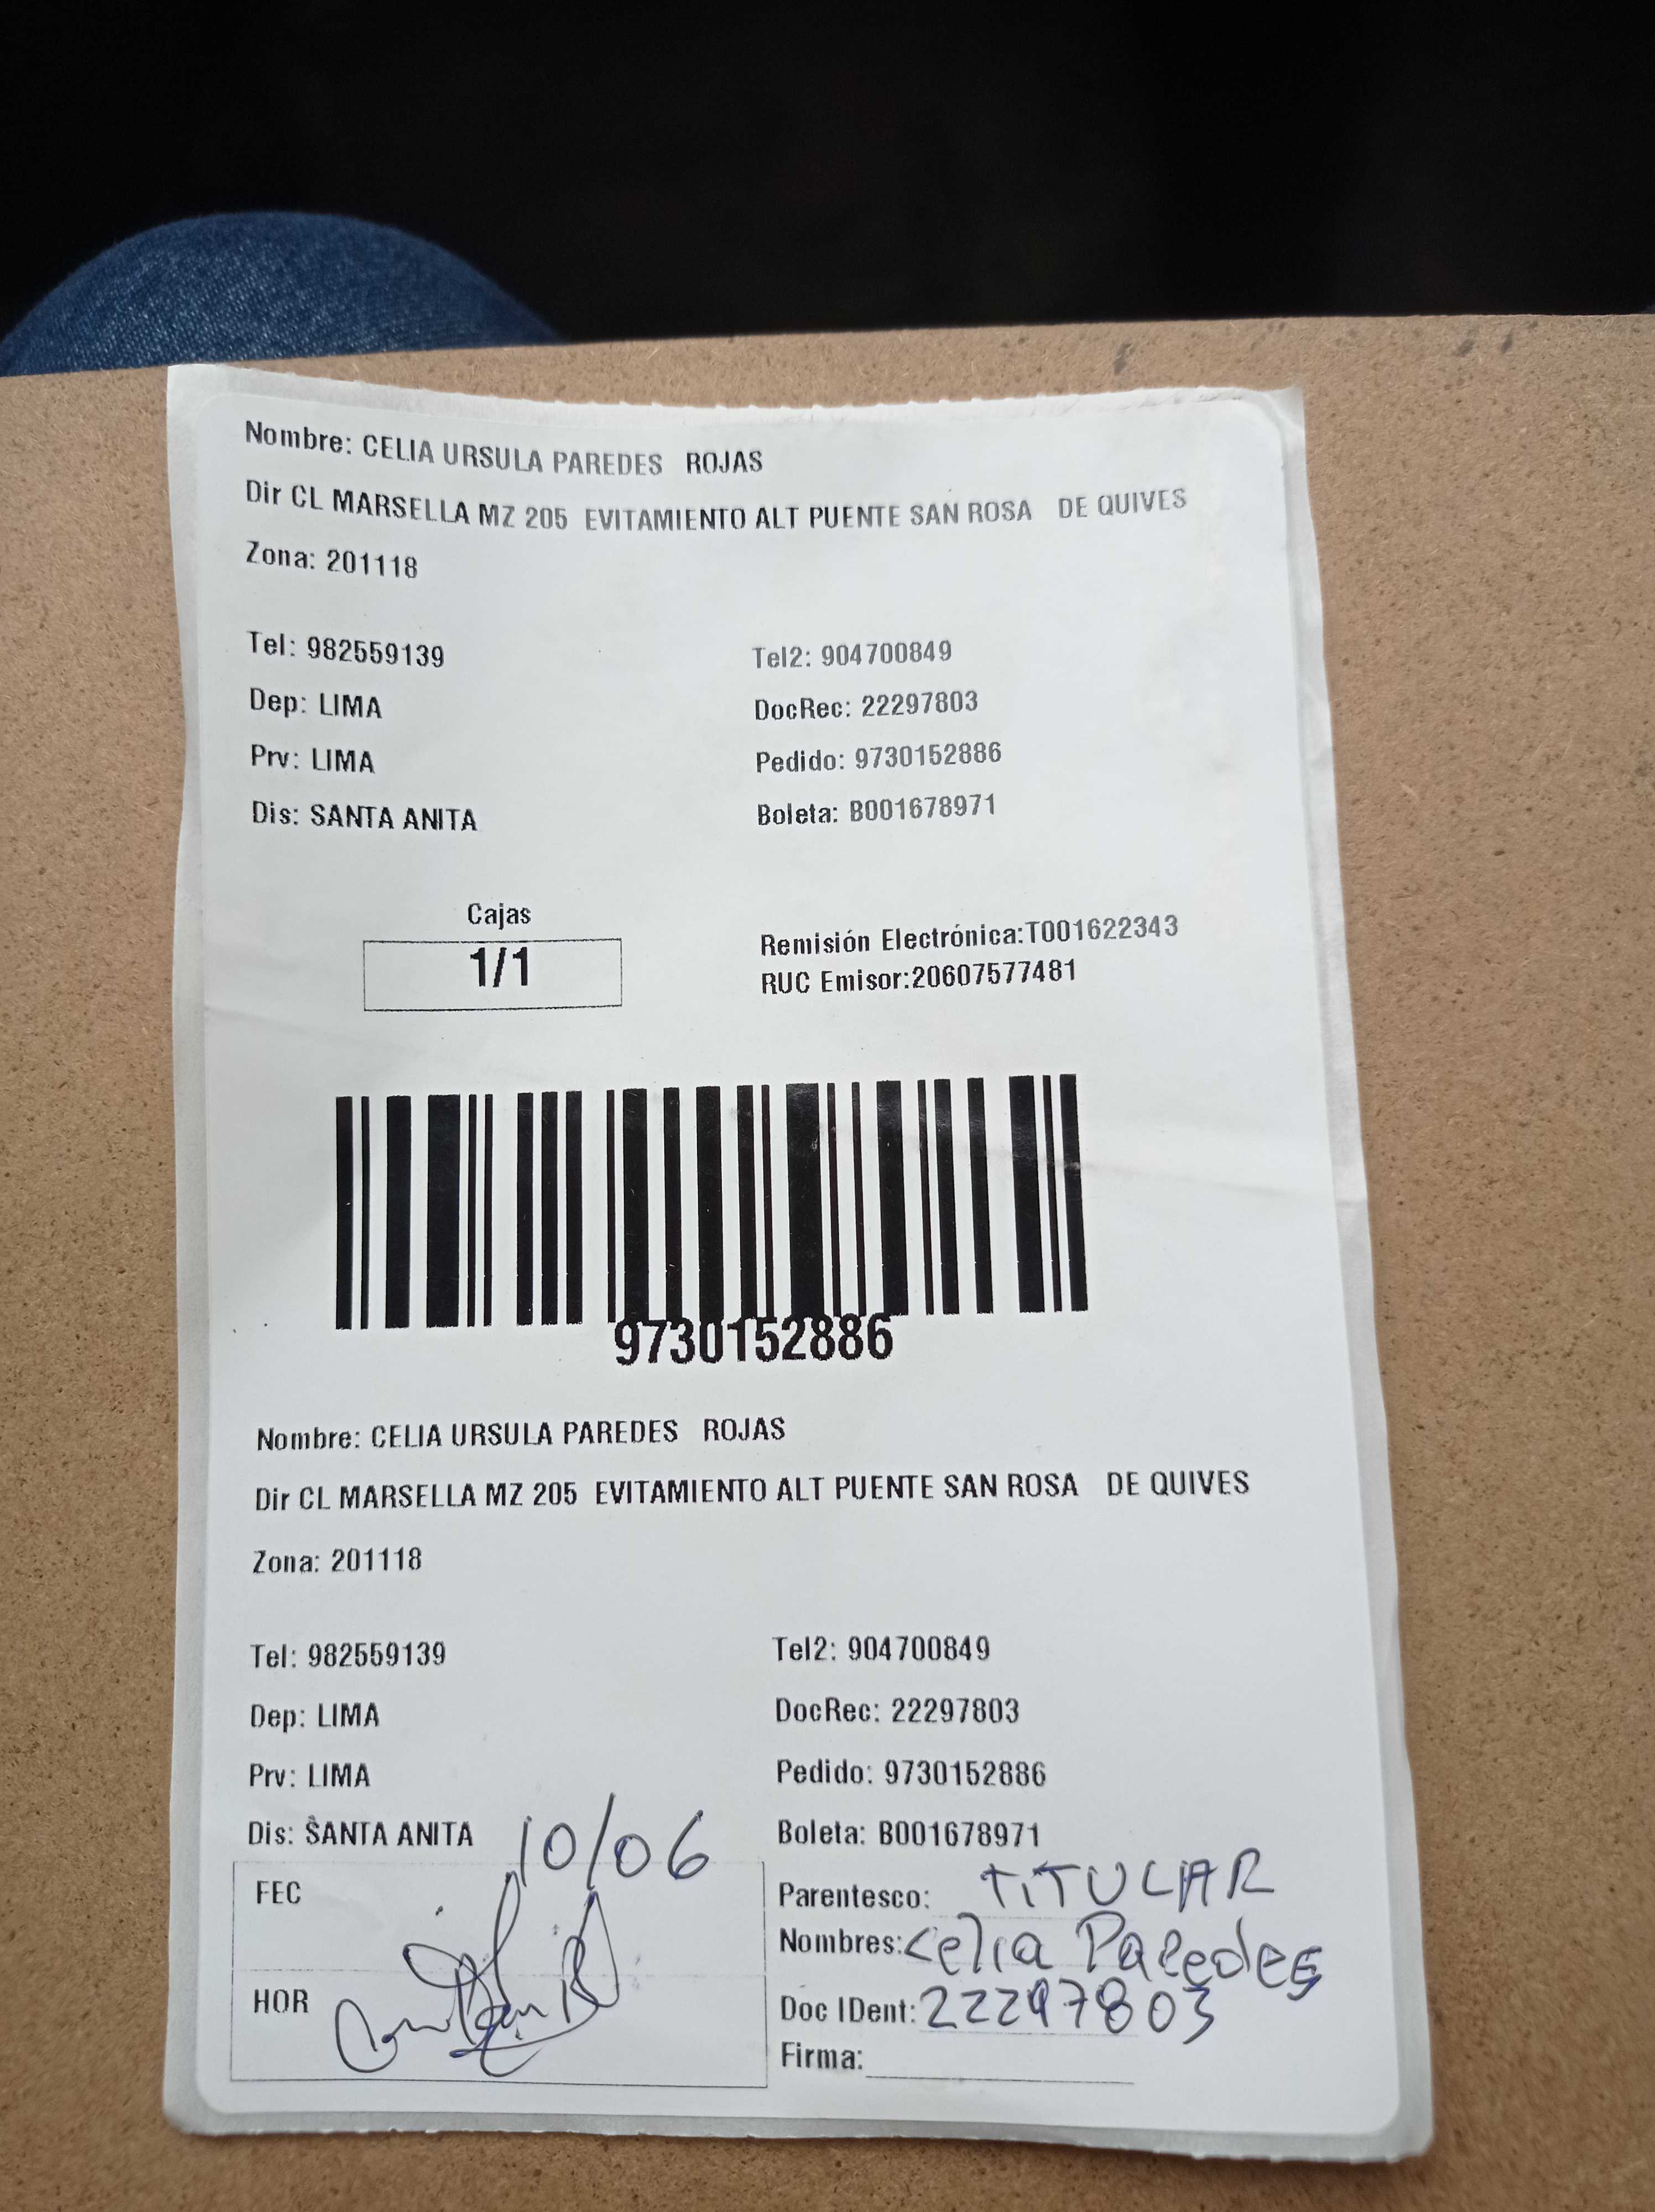 Nombre: CELIA URSULA PAREDES ROJAS
Dir CL MARSELLA MZ 205 EVITAMIENTO ALT PUENTE SAN ROSA DE QUIVES
Zona: 201118
Tel: 982559139 Tel2: 904700849
Dep: LIMA DocRec: 22297803
Prv: LIMA Pedido: 9730152886
Dis: SANTA ANITA Boleta: B001678971
Cajas
1/1
Remisión Electrónica:T001622343
RUC Emisor:20607577481
9730152886
Nombre: CELIA URSULA PAREDES ROJAS
Dir CL MARSELLA MZ 205 EVITAMIENTO ALT PUENTE SAN ROSA DE QUIVES
Zona: 201118
Tel: 982559139 Tel2: 904700849
Dep: LIMA DocRec: 22297803
Prv: LIMA Pedido: 9730152886
Dis: SANTA ANITA Boleta: B001678971
FEC 10/06
HOR
Parentesco: TITULAR
Nombres: Celia Paredes
Doc IDent: 22297803
Firma: